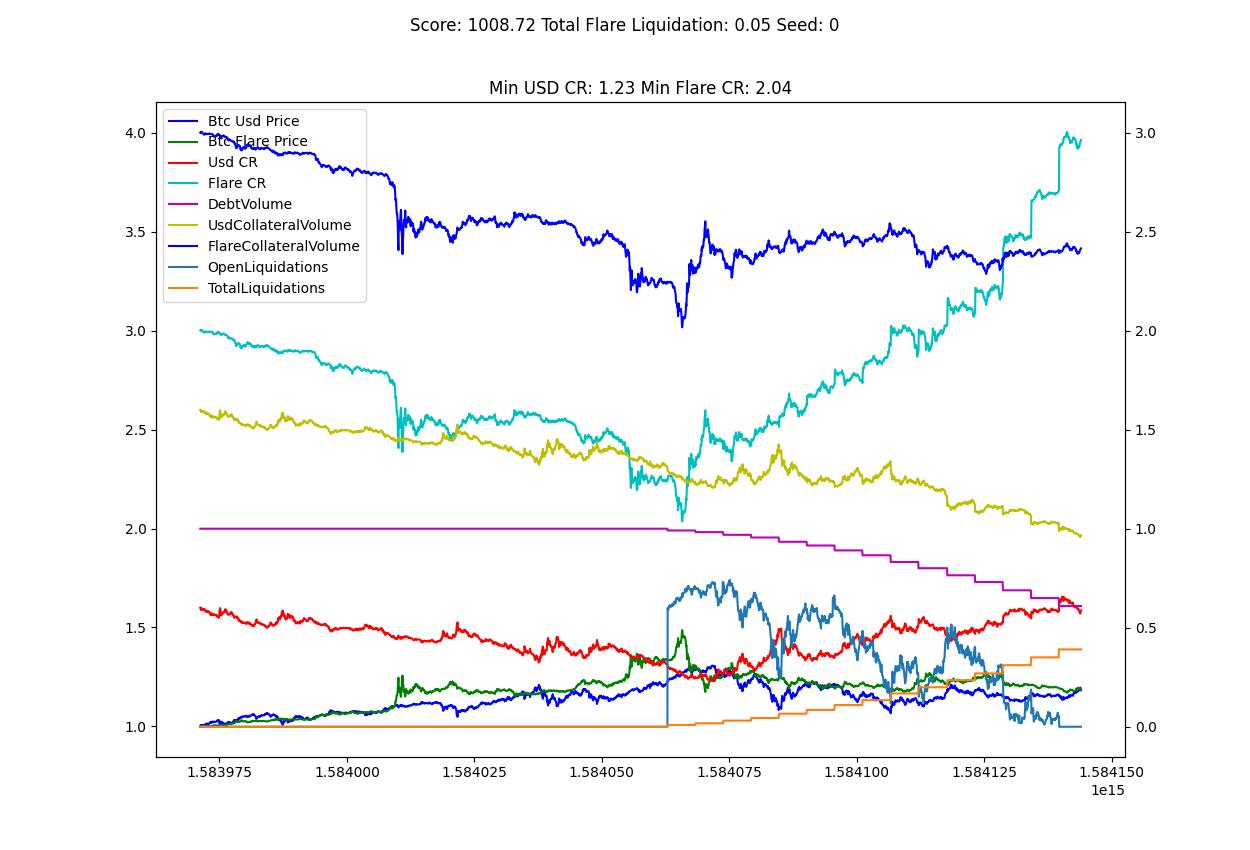 Score: 1008.72 Total Flare Liquidation: 0.05 Seed: 0
Min USD CR: 1.23 Min Flare CR: 2.04
Btc Usd Price
Btc Flare Price
Usd CR
Flare CR
DebtVolume
UsdCollateralVolume
FlareCollateralVolume
OpenLiquidations
TotalLiquidations
4.0
3.5
3.0
2.5
2.0
1.5
1.0
3.0
2.5
2.0
1.5
1.0
0.5
0.0
1.583975 1.584000 1.584025 1.584050 1.584075 1.584100 1.584125 1.584150
1e15